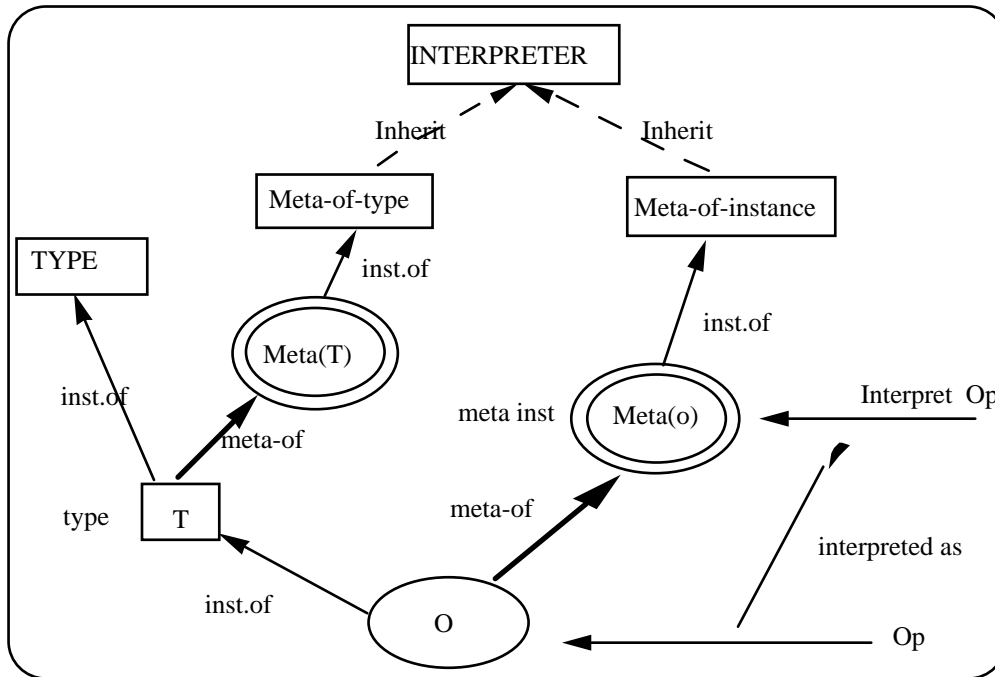 INTERPRETER
Inherit
Inherit
Meta-of-type
Meta-of-instance
TYPE
inst.of
inst.of
Meta(T)
inst.of
meta inst
Meta(o)
Interpret Op
meta-of
type
T
meta-of
interpreted as
inst.of
O
Op